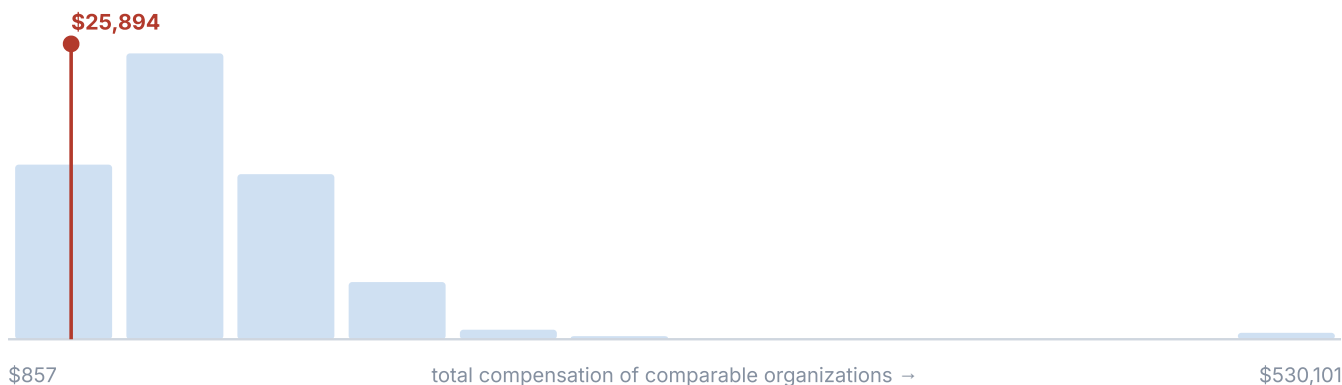 $25,894
$857
total compensation of comparable organizations →
$530,101